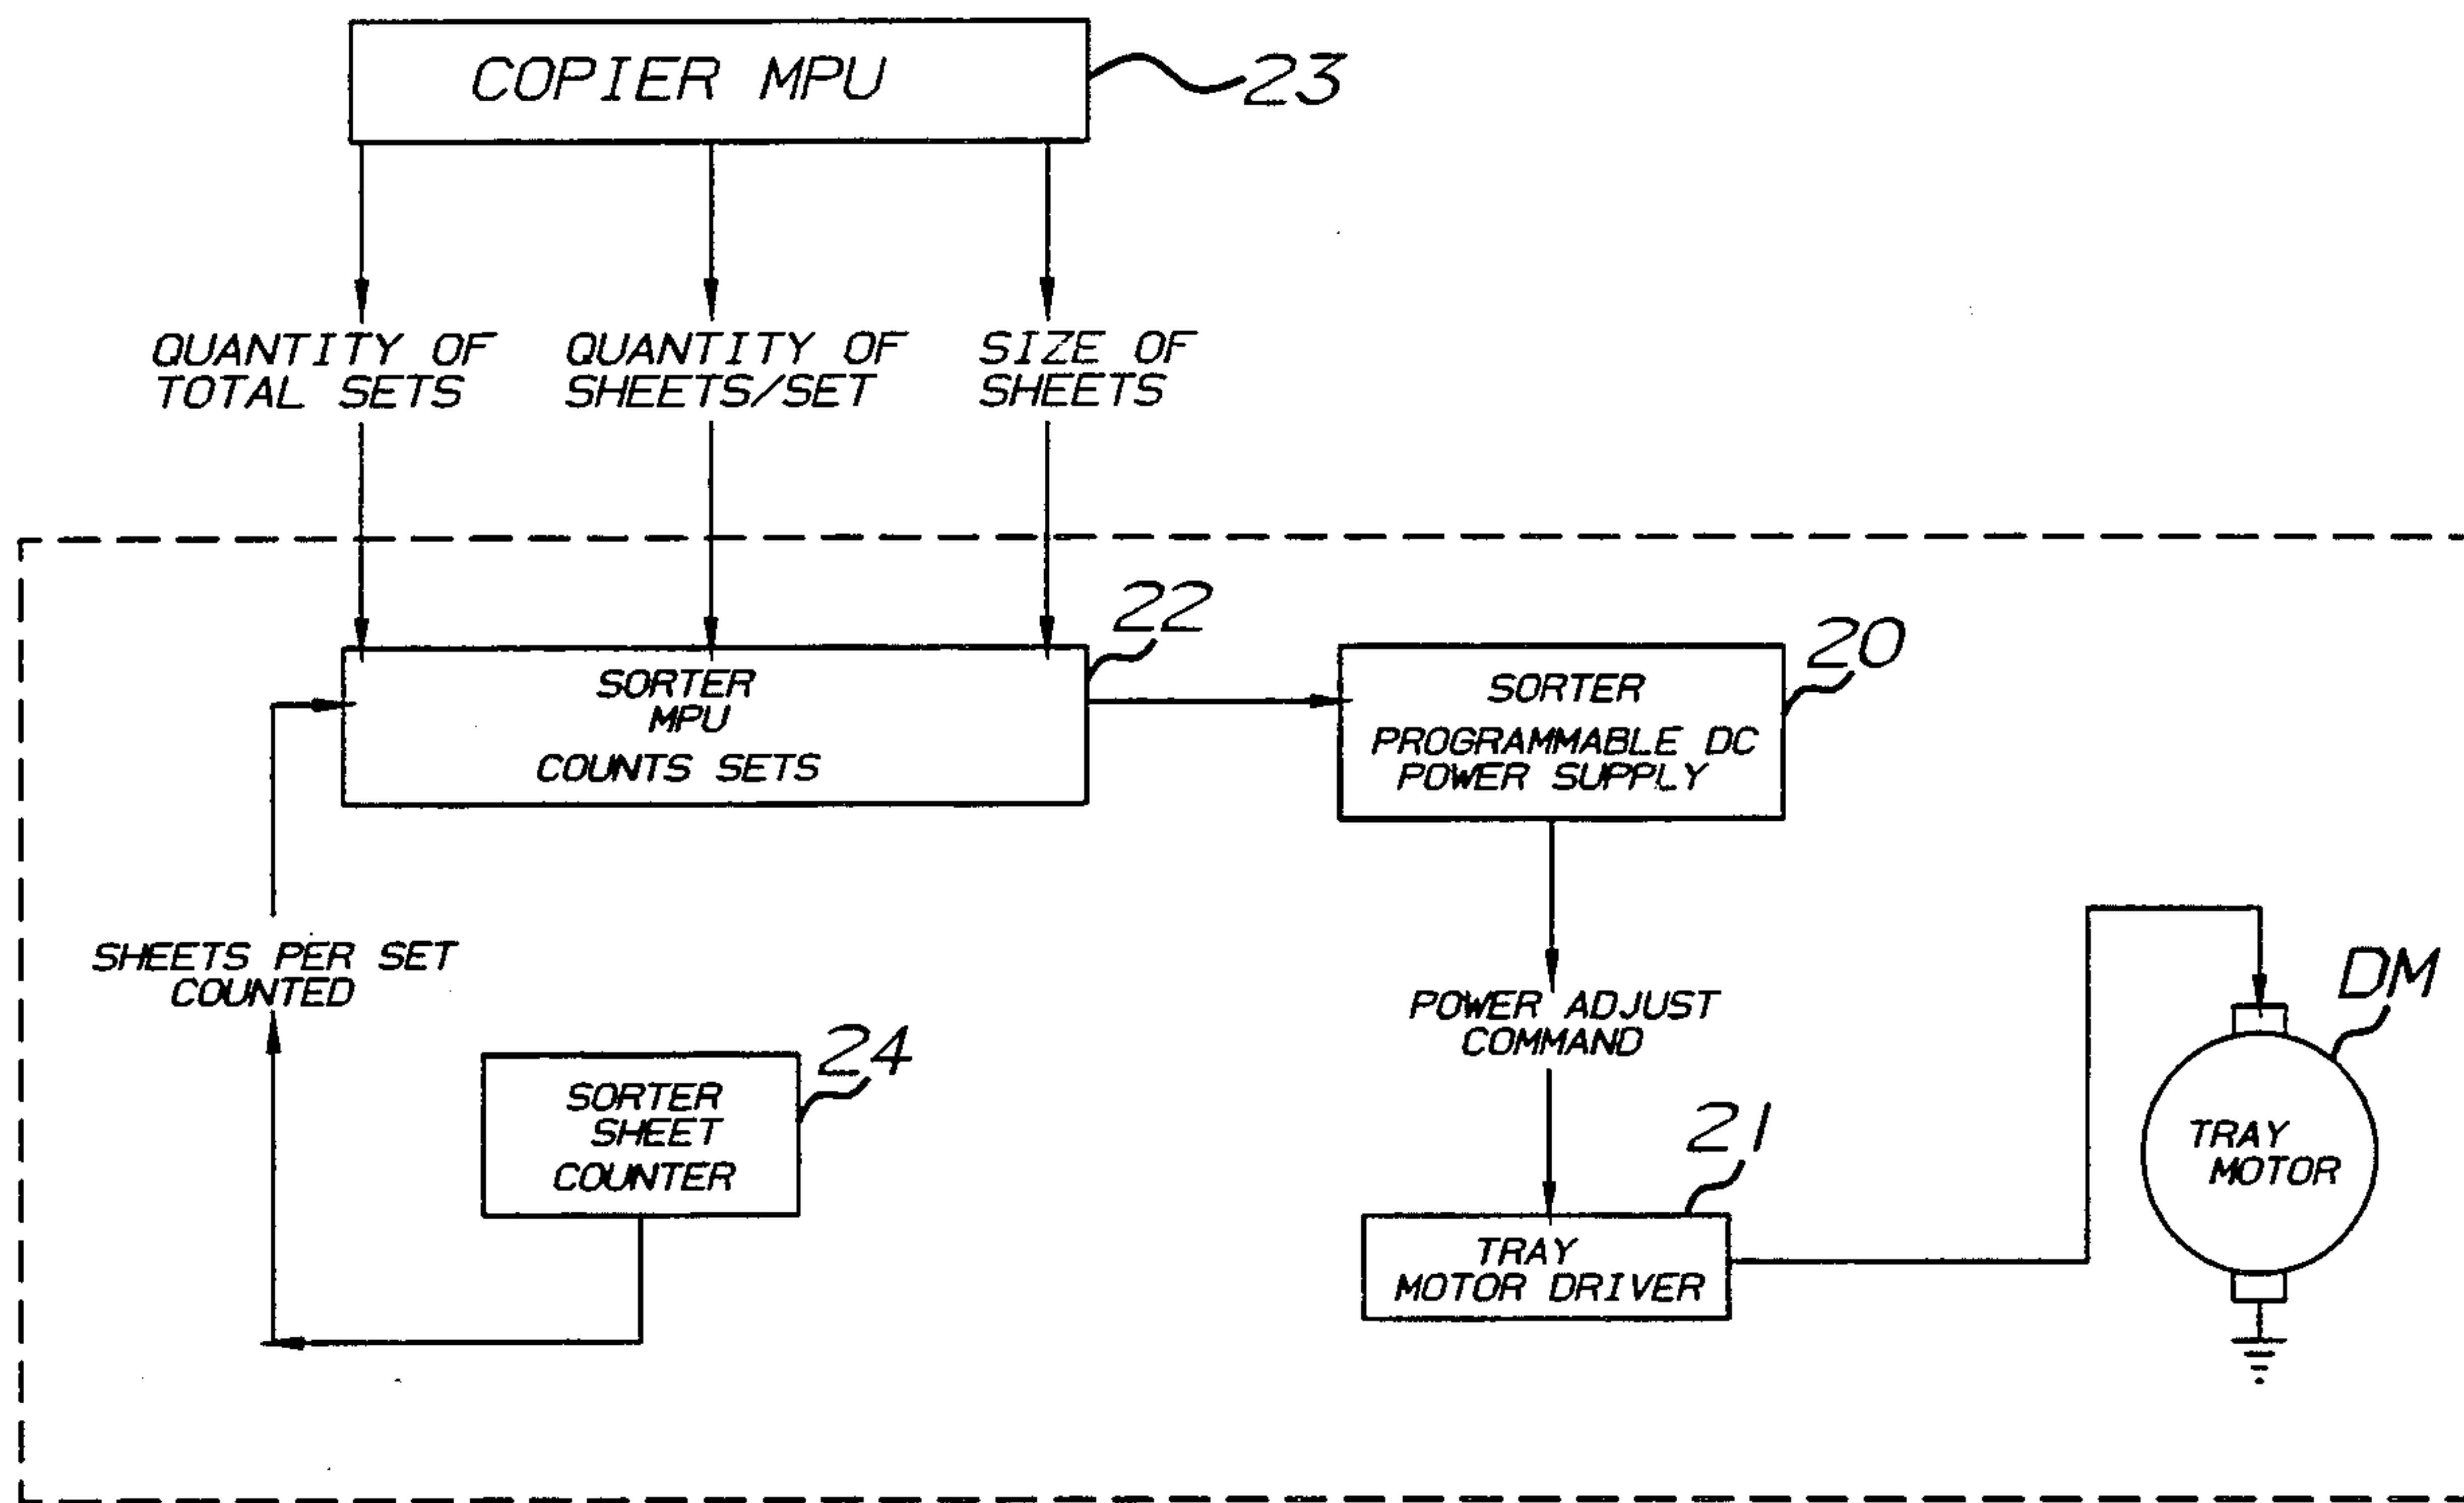 COPIER MPU
23
QUANTITY OF
TOTAL SETS
QUANTITY OF
SHEETS/SET
SIZE OF
SHEETS
22
SORTER
MPU
COUNTS SETS
20
SORTER
PROGRAMMABLE DC
POWER SUPPLY
SHEETS PER SET
COUNTED
POWER ADJUST
COMMAND
DM
TRAY
MOTOR
24
SORTER
SHEET
COUNTER
21
TRAY
MOTOR DRIVER